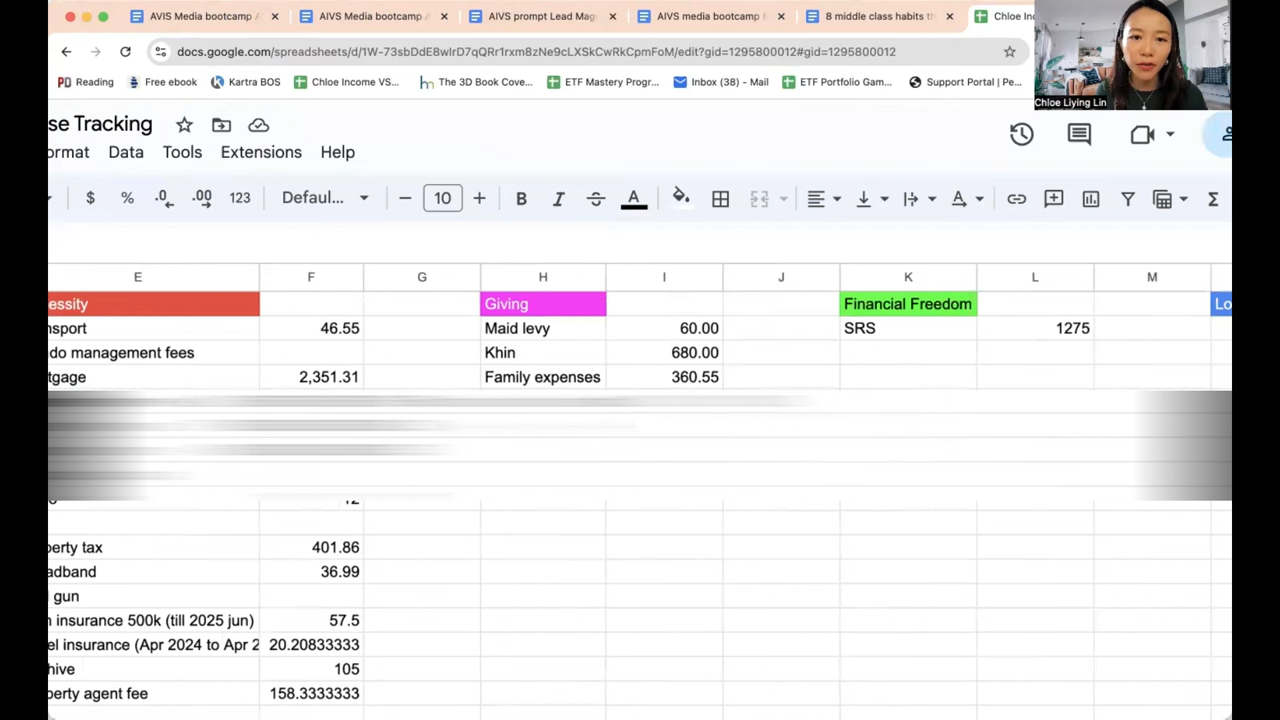 AVIS Media bootcamp A
AIVS Media bootcamp A
AIVS prompt Lead Mag
AIVS media bootcamp
8 middle class habits th
Chloe Inc
docs.google.com/spreadsheets/d/1W-73sbDdE8wIrD7qQRr1rxm8zNe9cLXSkCwRkCpmFoM/edit?gid=1295800012#gid=1295800012
PD Reading
Free ebook
Kartra BOS
Chloe Income VS...
The 3D Book Cove...
ETF Mastery Progr...
Inbox (38) - Mail
ETF Portfolio Gam...
Support Portal | Pe...
Chloe Liying Lin
se Tracking
ormat Data Tools Extensions Help
$ % .0 .00 123 Defaul... − 10 + B I S A Σ
E F G H I J K L M
essity Giving Financial Freedom Lo
nsport 46.55 Maid levy 60.00 SRS 1275
do management fees Khin 680.00
tgage 2,351.31 Family expenses 360.55
12
perty tax 401.86
adband 36.99
gun
insurance 500k (till 2025 jun) 57.5
el insurance (Apr 2024 to Apr 2 20.20833333
hive 105
perty agent fee 158.3333333